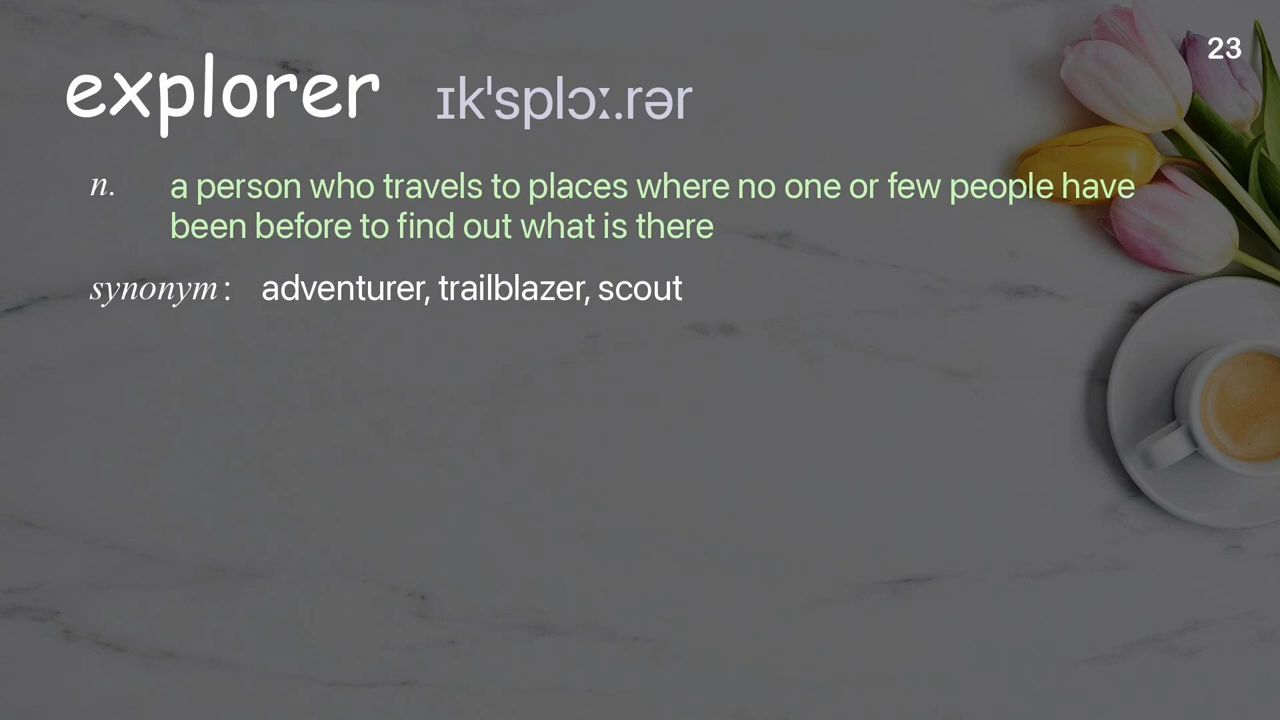 23
explorer ɪkˈsplɔː.rər
n. a person who travels to places where no one or few people have
been before to find out what is there
synonym: adventurer, trailblazer, scout